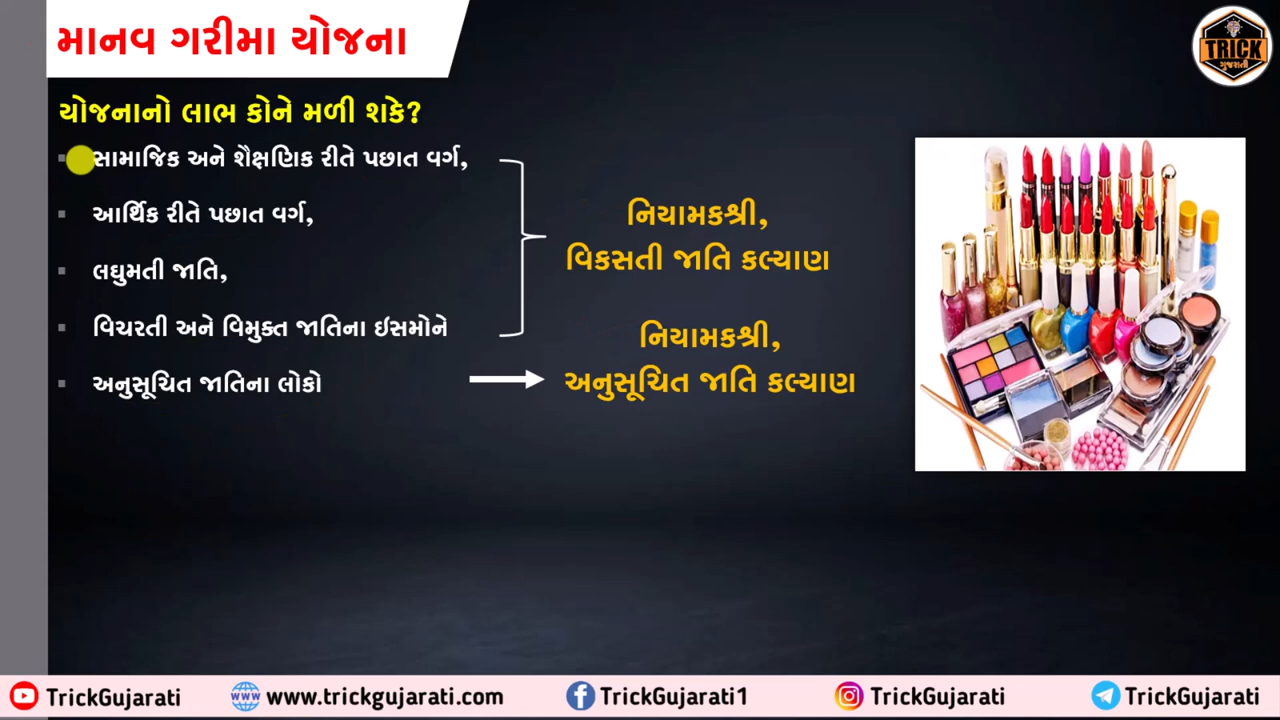 માનવ ગરીમા યોજના
TRICK
ગુજરાતી
યોજનાનો લાભ કોને મળી શકે?
▪ સામાજિક અને શૈક્ષણિક રીતે પછાત વર્ગ,
▪ આર્થિક રીતે પછાત વર્ગ,
▪ લઘુમતી જાતિ,
▪ વિચરતી અને વિમુક્ત જાતિના ઇસમોને
▪ અનુસૂચિત જાતિના લોકો
નિયામકશ્રી,
વિકસતી જાતિ કલ્યાણ
નિયામકશ્રી,
અનુસૂચિત જાતિ કલ્યાણ
TrickGujarati
www.trickgujarati.com
TrickGujarati1
TrickGujarati
TrickGujarati